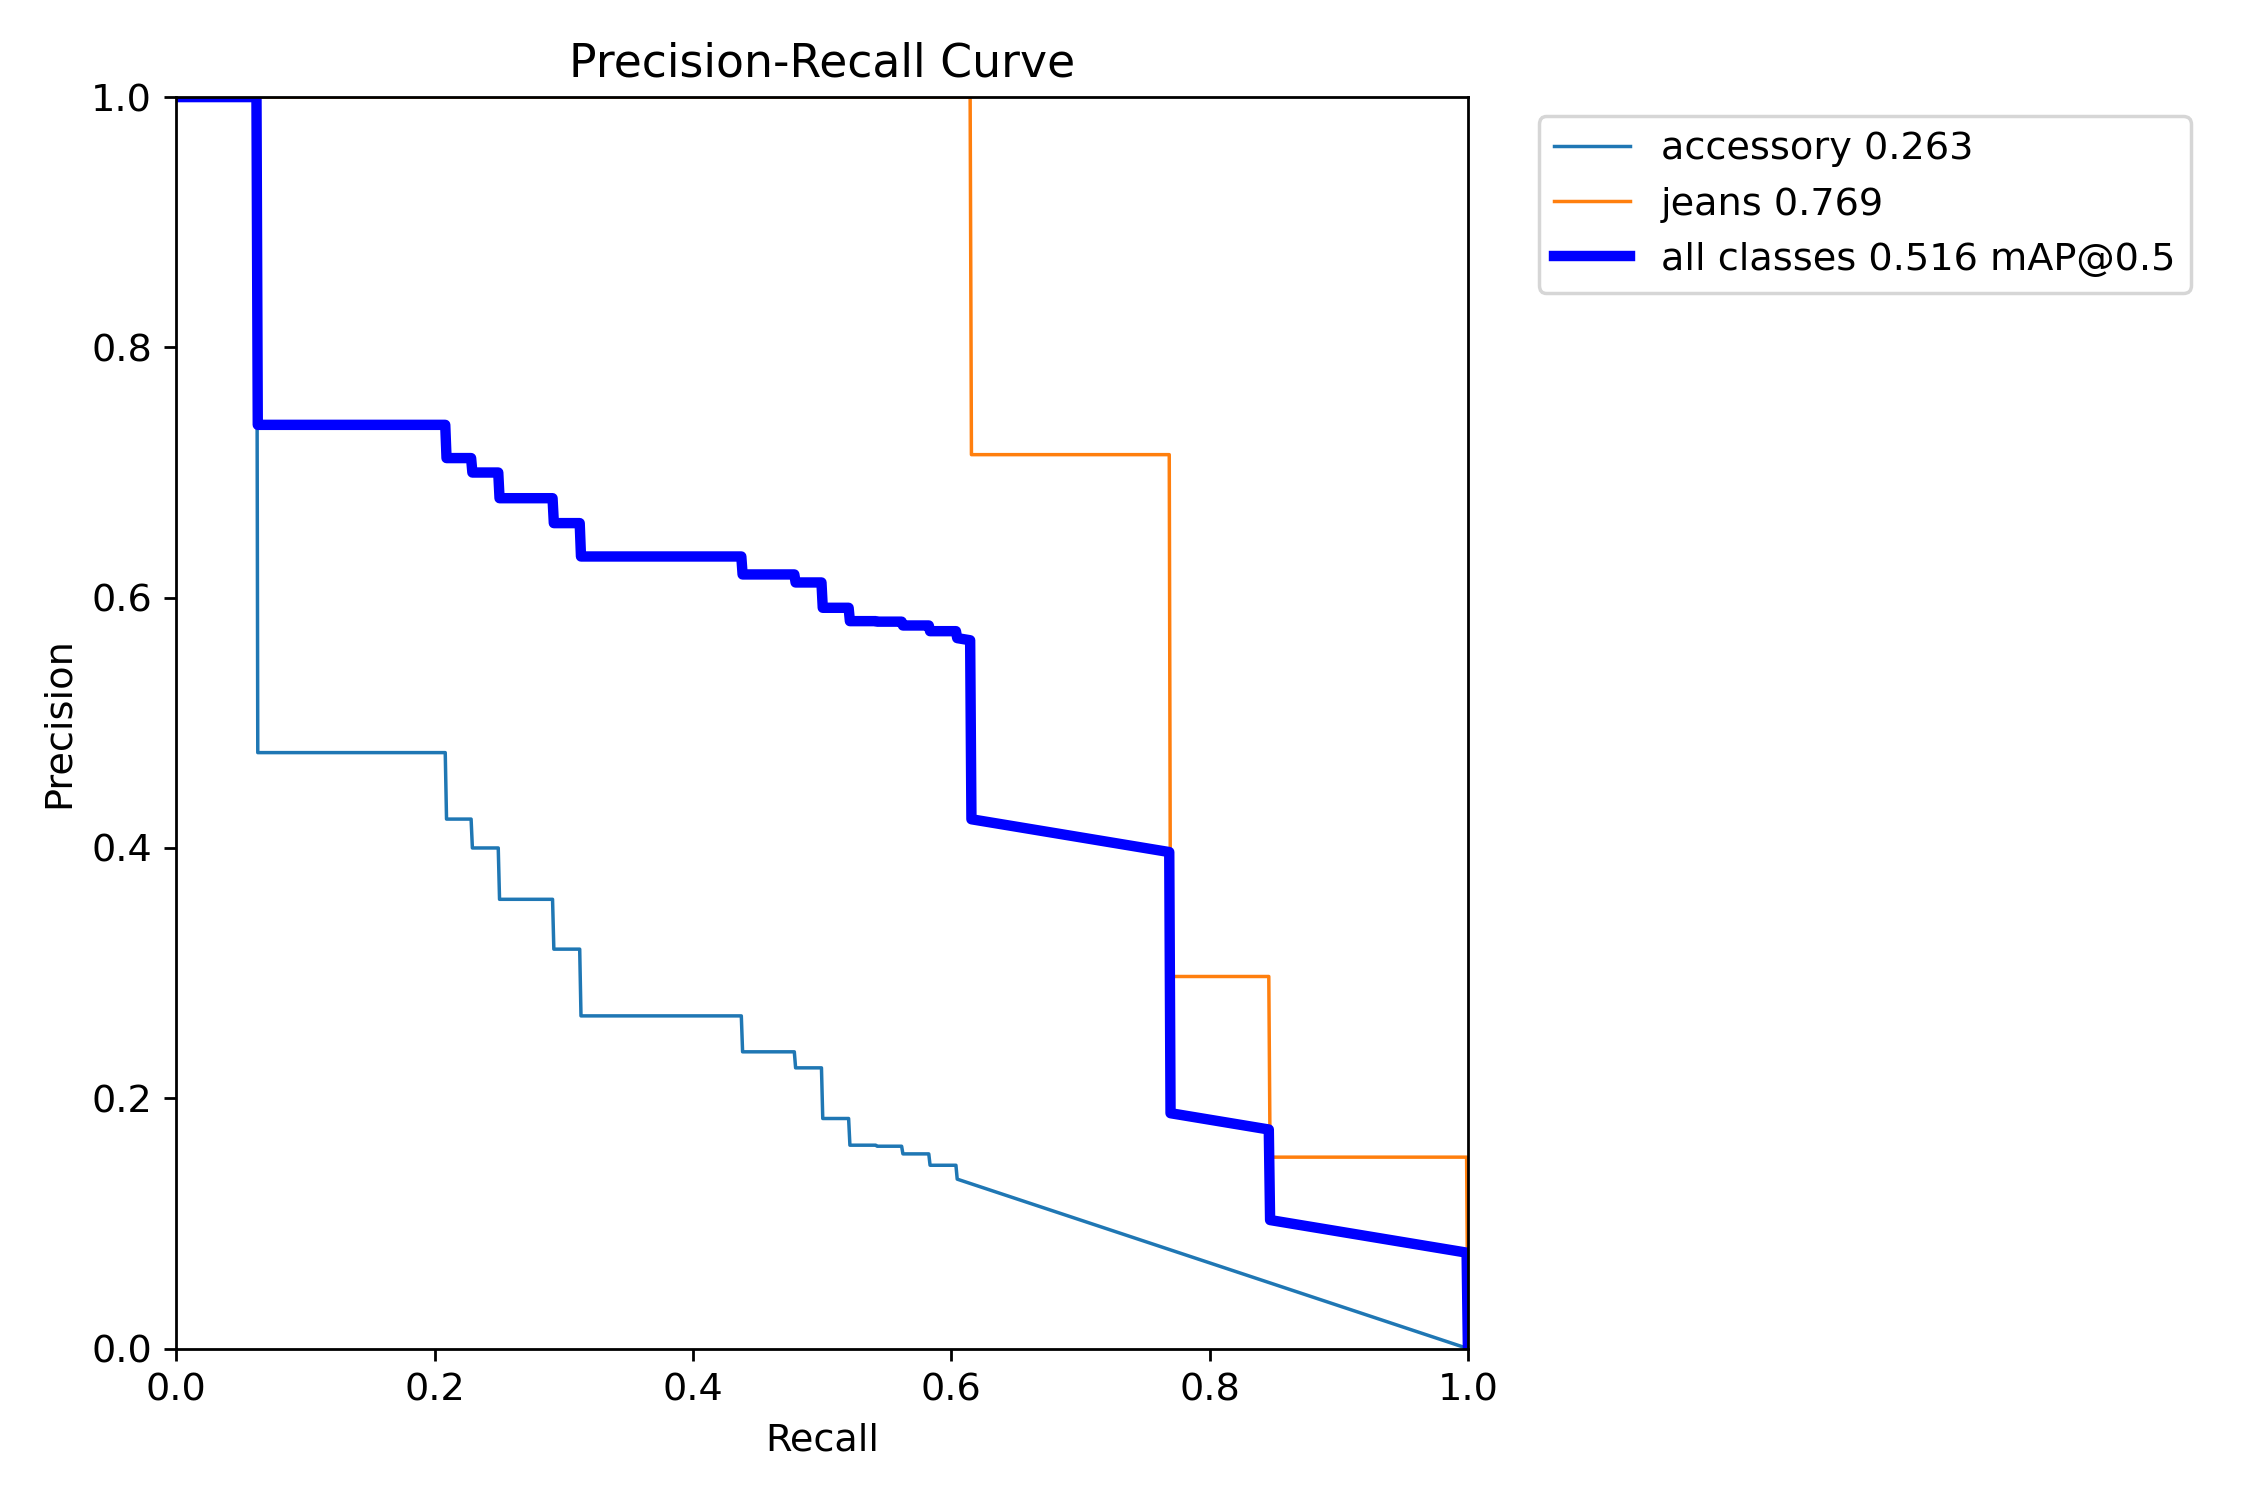 Precision-Recall Curve
accessory 0.263
jeans 0.769
all classes 0.516 mAP@0.5
1.0
0.8
0.6
0.4
0.2
0.0
Precision
0.0 0.2 0.4 0.6 0.8 1.0
Recall